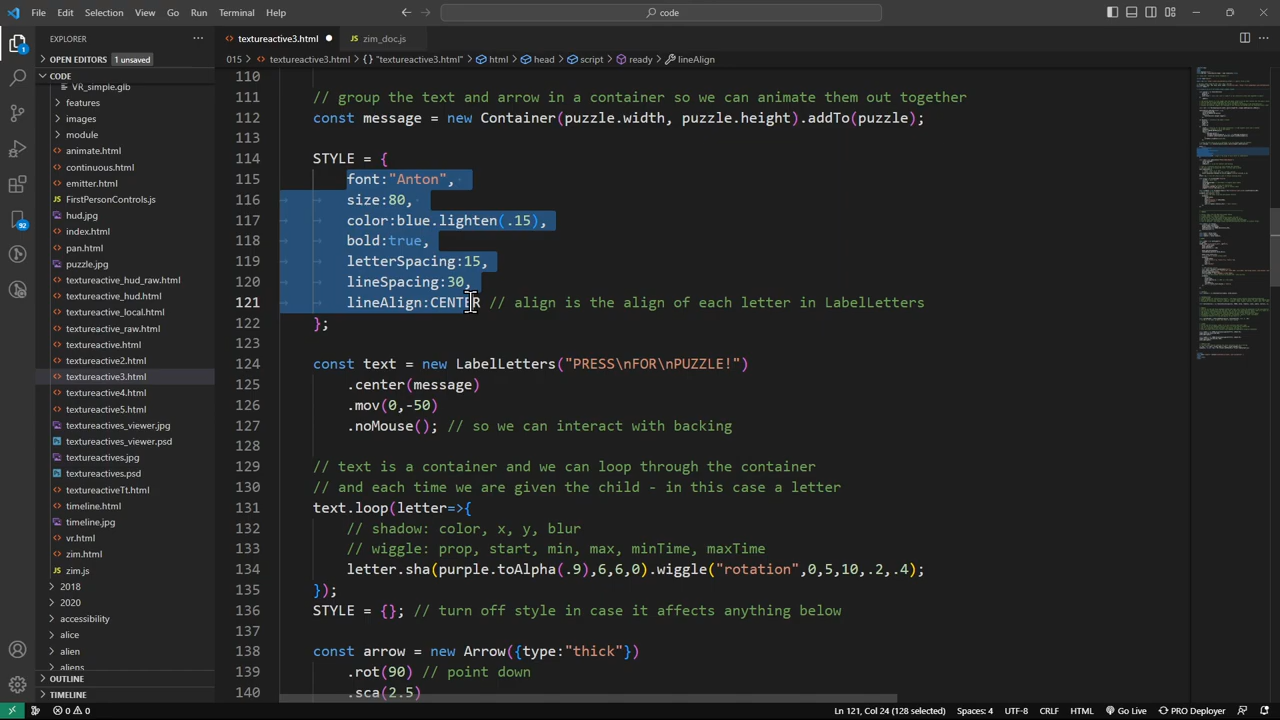 File Edit Selection View Go Run Terminal Help
code
EXPLORER
textureactive3.html
zim_doc.js
OPEN EDITORS 1 unsaved
015 > textureactive3.html > {} "textureactive3.html" > html > head > script > ready > lineAlign
CODE
VR_simple.glb
features
images
module
animate.html
continuous.html
emitter.html
FirstPersonControls.js
hud.jpg
index.html
pan.html
puzzle.jpg
textureactive_hud_raw.html
textureactive_hud.html
textureactive_local.html
textureactive_raw.html
textureactive.html
textureactive2.html
textureactive3.html
textureactive4.html
textureactive5.html
textureactives_viewer.jpg
textureactives_viewer.psd
textureactives.jpg
textureactives.psd
textureactiveTt.html
timeline.html
timeline.jpg
vr.html
zim.html
zim.js
2018
2020
accessibility
alice
alien
aliens
OUTLINE
TIMELINE
1
92
110
111 // group the text and arrow in a container so we can animate them out together
112 const message = new Container(puzzle.width, puzzle.height).addTo(puzzle);
113
114 STYLE = {
115 font:"Anton",
116 size:80,
117 color:blue.lighten(.15),
118 bold:true,
119 letterSpacing:15,
120 lineSpacing:30,
121 lineAlign:CENTER // align is the align of each letter in LabelLetters
122 };
123
124 const text = new LabelLetters("PRESS\nFOR\nPUZZLE!")
125 .center(message)
126 .mov(0,-50)
127 .noMouse(); // so we can interact with backing
128
129 // text is a container and we can loop through the container
130 // and each time we are given the child - in this case a letter
131 text.loop(letter=>{
132 // shadow: color, x, y, blur
133 // wiggle: prop, start, min, max, minTime, maxTime
134 letter.sha(purple.toAlpha(.9),6,6,0).wiggle("rotation",0,5,10,.2,.4);
135 });
136 STYLE = {}; // turn off style in case it affects anything below
137
138 const arrow = new Arrow({type:"thick"})
139 .rot(90) // point down
140 .sca(2.5)
0 0 Ln 121, Col 24 (128 selected) Spaces: 4 UTF-8 CRLF HTML Go Live PRO Deployer